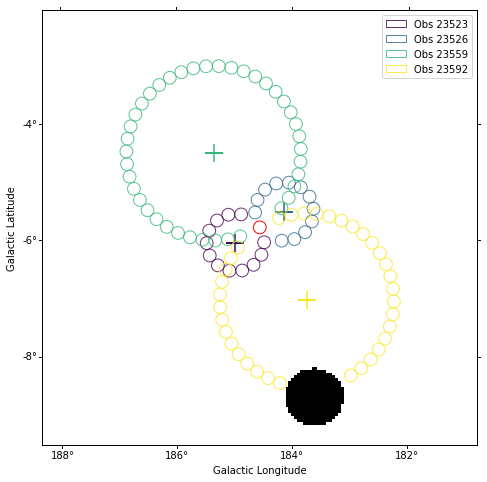 Obs 23523
Obs 23526
Obs 23559
Obs 23592
-4°
-6°
-8°
Galactic Latitude
188°
186°
184°
182°
Galactic Longitude